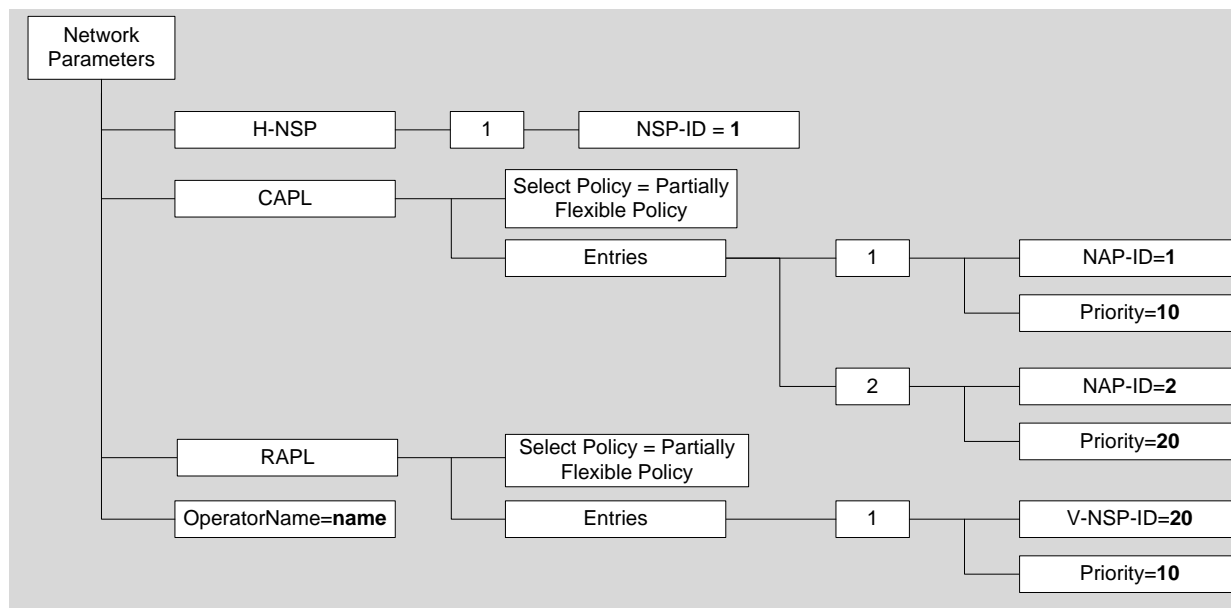 Network
Parameters
H-NSP
1
NSP-ID = 1
CAPL
Select Policy = Partially
Flexible Policy
Entries
1
NAP-ID=1
Priority=10
2
NAP-ID=2
Priority=20
RAPL
Select Policy = Partially
Flexible Policy
OperatorName=name
Entries
1
V-NSP-ID=20
Priority=10